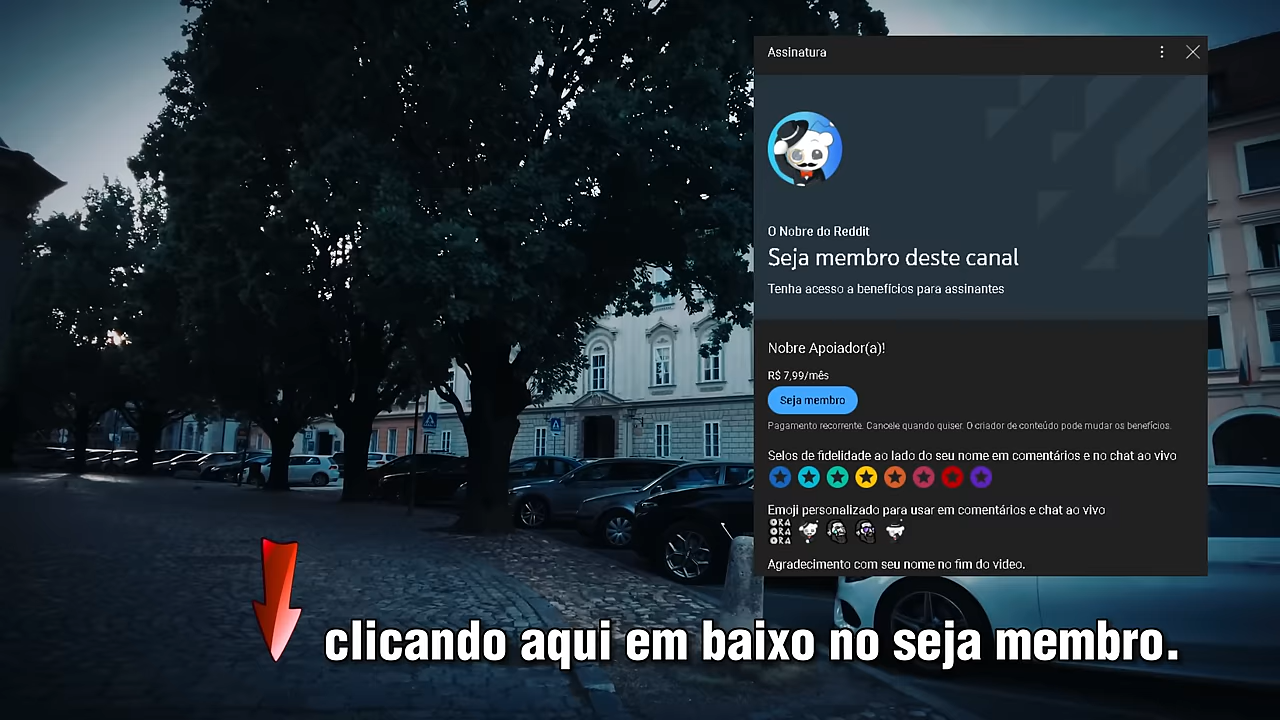 Assinatura
O Nobre do Reddit
Seja membro deste canal
Tenha acesso a benefícios para assinantes
Nobre Apoiador(a)!
R$ 7,99/mês
Seja membro
Pagamento recorrente. Cancele quando quiser. O criador de conteúdo pode mudar os benefícios.
Selos de fidelidade ao lado do seu nome em comentários e no chat ao vivo
Emoji personalizado para usar em comentários e chat ao vivo
ORA
ORA
ORA
Agradecimento com seu nome no fim do video.
clicando aqui em baixo no seja membro.